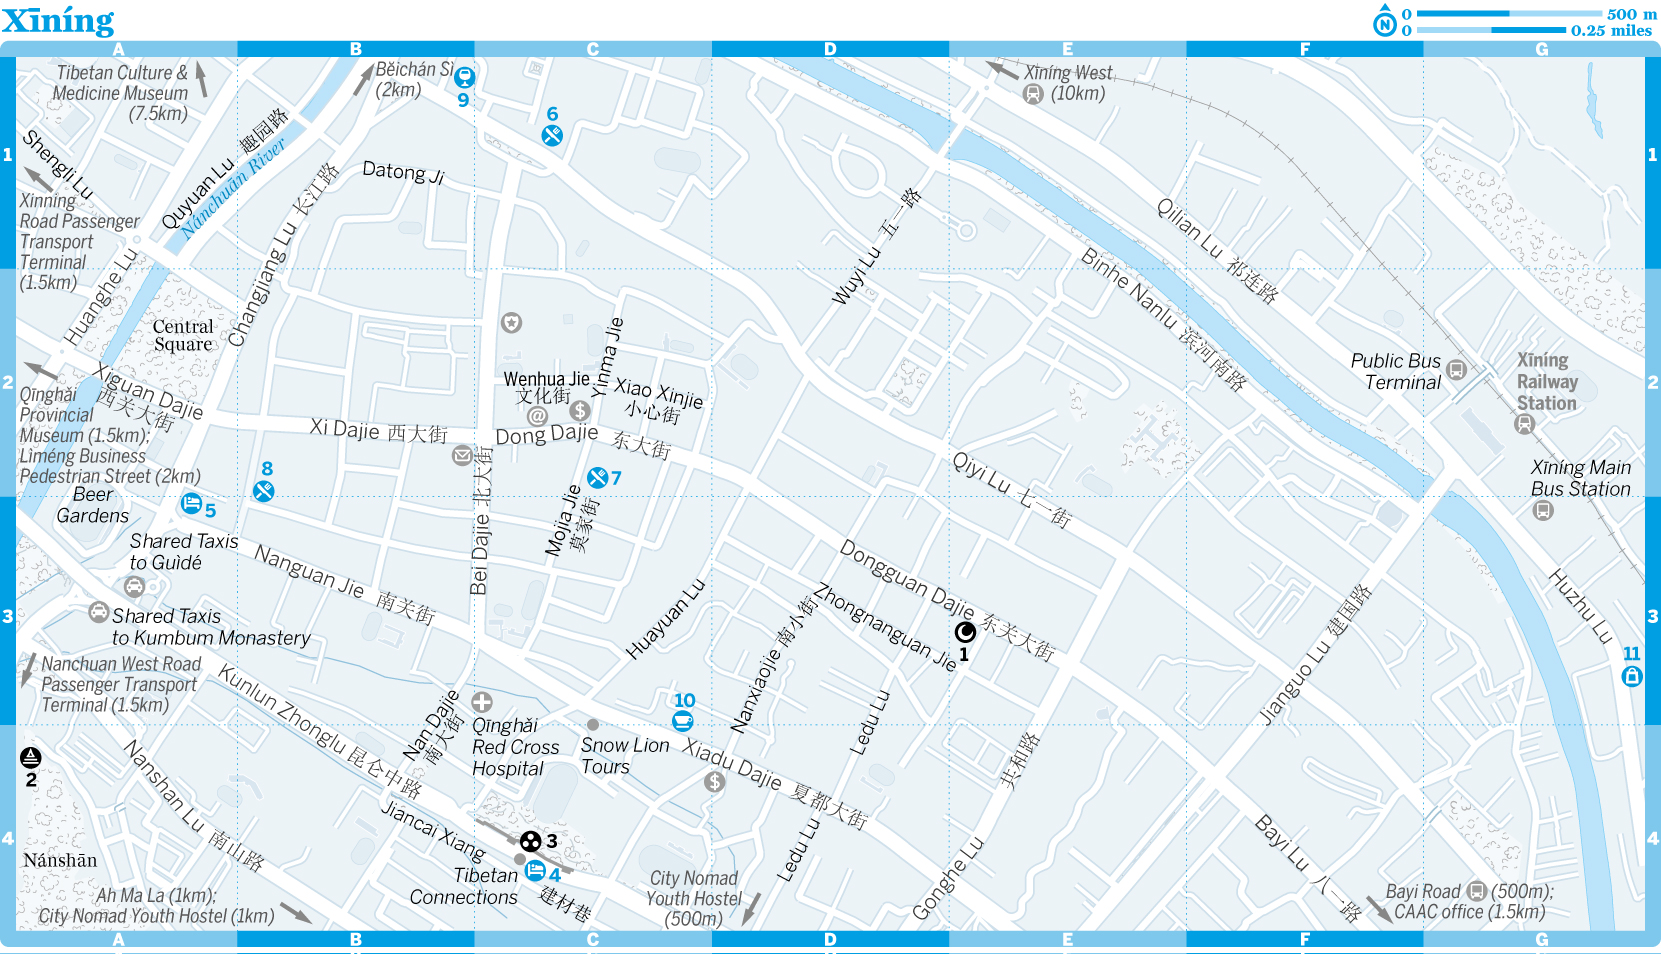 Xīníng
N
0 500 m
0 0.25 miles
A B C D E F G
1
2
3
4
1
2
3
4
Tibetan Culture &
Medicine Museum
(7.5km)
Běichán Sì
(2km)
9
6
Xīníng West
(10km)
Shengli Lu
Quyuan Lu 趣园路
Nánchuān River
Datong Ji
Changjiang Lu 长江路
Xinning
Road Passenger
Transport
Terminal
(1.5km)
Huanghe Lu
Wuyi Lu 五一路
Qilian Lu 祁连路
Binhe Nanlu 滨河南路
Central
Square
Xiguan Dajie
西关大街
Qīnghǎi
Provincial
Museum (1.5km);
Lìméng Business
Pedestrian Street (2km)
Wenhua Jie
文化街
Yinma Jie
Xiao Xinjie
小心街
@
$
Xi Dajie 西大街
Dong Dajie 东大街
Public Bus
Terminal
Xīníng
Railway
Station
Xīníng Main
Bus Station
8
7
5
Beer
Gardens
Bei Dajie 北大街
Mojia Jie
莫家街
Qiyi Lu 七一街
Shared Taxis
to Guìdé
Shared Taxis
to Kumbum Monastery
Nanguan Jie 南关街
Huayuan Lu
Dongguan Dajie 东关大街
Zhongnanguan Jie
Nanxiaojie 南小街
1
Huzhu Lu
11
Jianguo Lu 建国路
Nanchuan West Road
Passenger Transport
Terminal (1.5km)
Kunlun Zhonglu 昆仑中路
Nan Dajie
南大街
Qīnghǎi
Red Cross
Hospital
10
Snow Lion
Tours
Xiadu Dajie 夏都大街
$
Ledu Lu
Ledu Lu
共和路
Gonghe Lu
2
Nanshan Lu 南山路
Nánshān
Jiancai Xiang
建材巷
3
4
Tibetan
Connections
Ah Ma La (1km);
City Nomad Youth Hostel (1km)
City Nomad
Youth Hostel
(500m)
Bayi Lu 八一路
Bayi Road (500m);
CAAC office (1.5km)
A B C D E F G